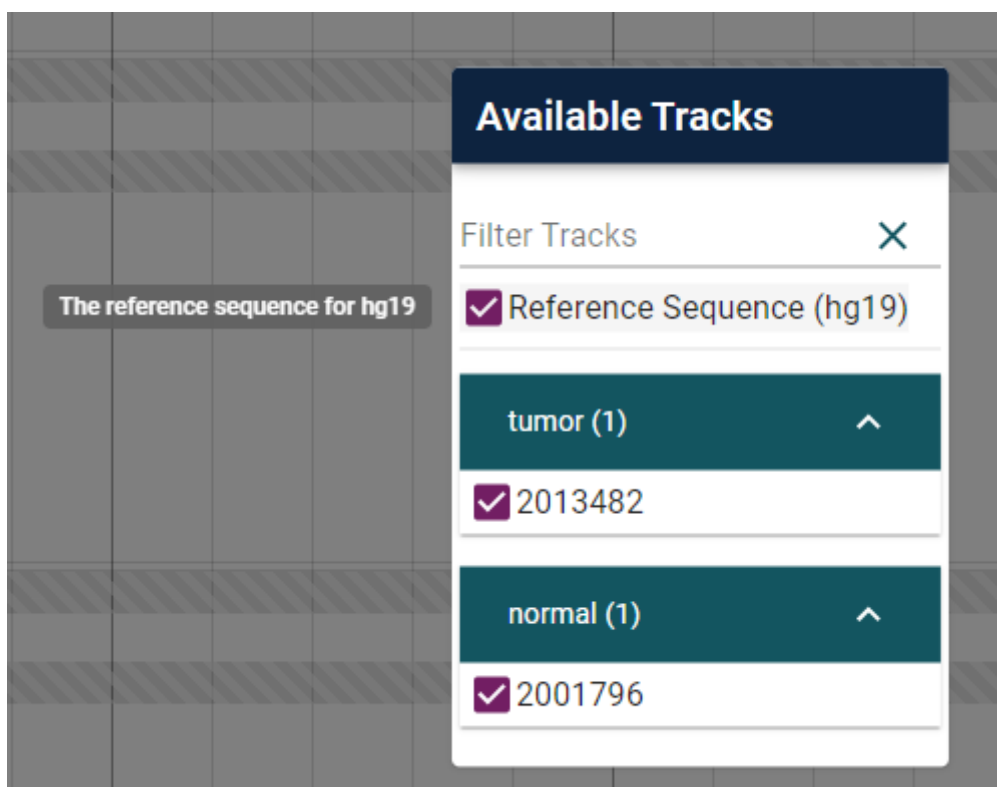 Available Tracks
Filter Tracks
The reference sequence for hg19
Reference Sequence (hg19)
tumor (1)
2013482
normal (1)
2001796